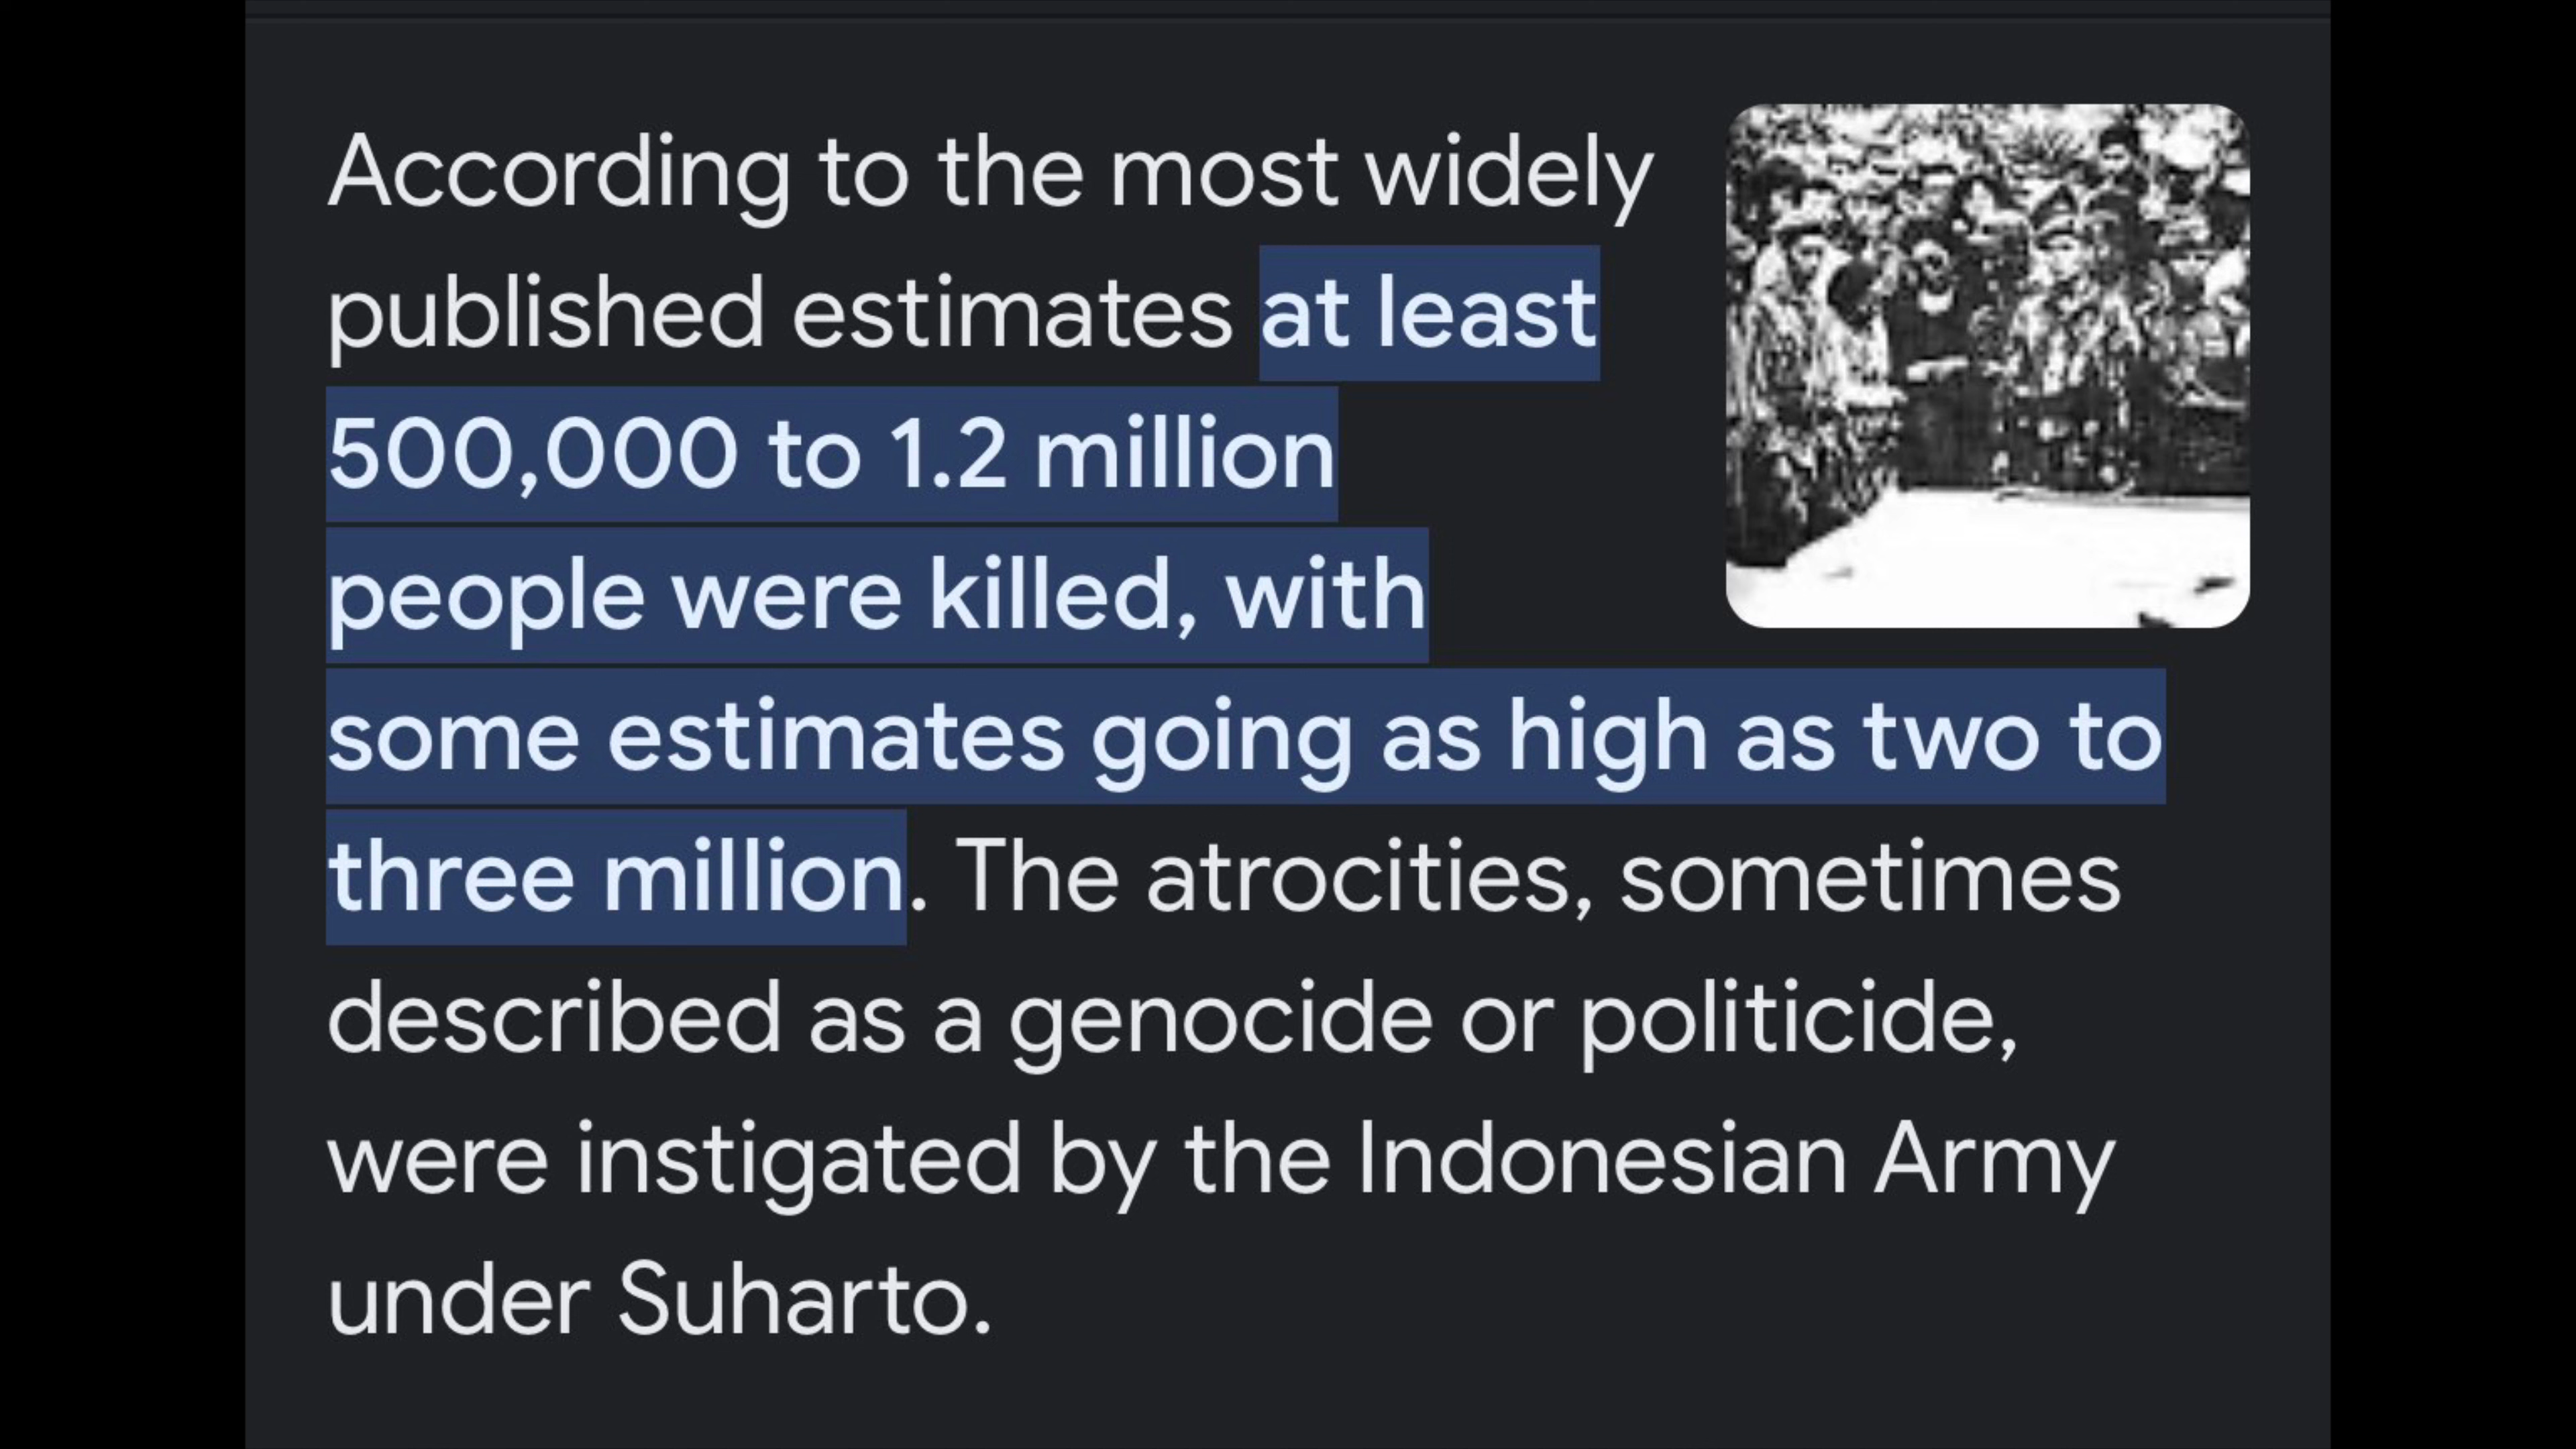 According to the most widely
published estimates at least
500,000 to 1.2 million
people were killed, with
some estimates going as high as two to
three million. The atrocities, sometimes
described as a genocide or politicide,
were instigated by the Indonesian Army
under Suharto.